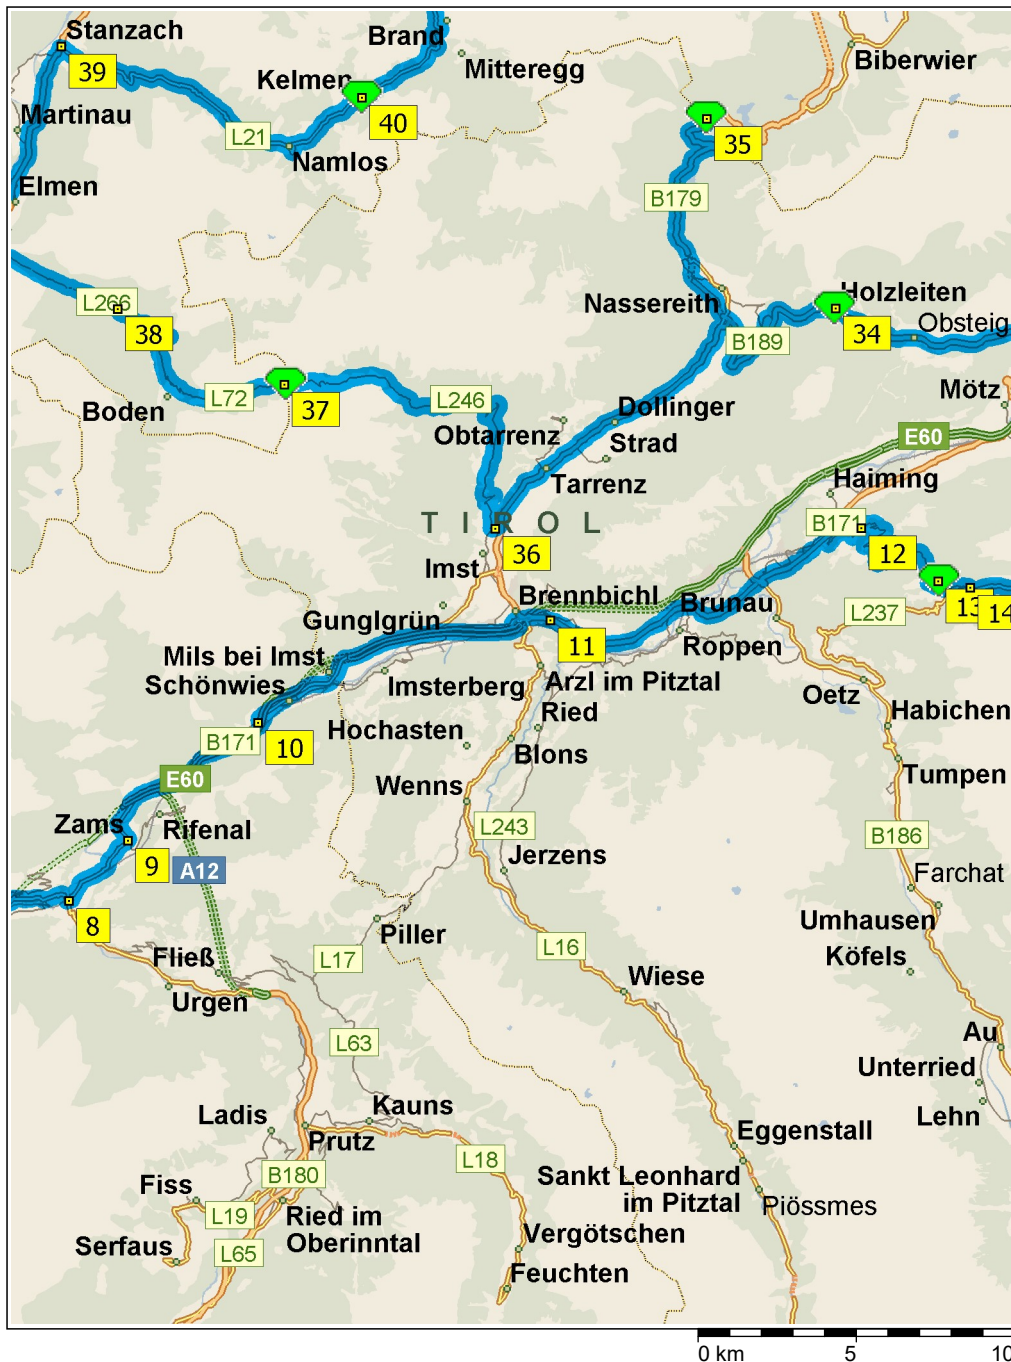 Stanzach
Brand
39
Kelmen
Mitteregg
Biberwier
Martinau
40
L21
35
Namlos
Elmen
B179
L266
Nassereith
Holzleiten
38
34
Obsteig
B189
Boden
L72
37
L246
Mötz
Dollinger
Obtarrenz
Strad
E60
Tarrenz
Haiming
TIROL
B171
36
12
Imst
Brennbichl
13
14
Gunglgrün
Brunau
L237
11
Roppen
Mils bei Imst
Schönwies
Imsterberg
Arzl im Pitztal
Oetz
Ried
Habichen
B171
10
Hochasten
Blons
E60
Tumpen
Wenns
Zams
Rifenal
L243
B186
9
A12
Jerzens
Farchat
8
Umhausen
Piller
Fließ
L17
L16
Köfels
Urgen
Wiese
Au
L63
Unterried
Lehn
Ladis
Kauns
Prutz
Eggenstall
L18
B180
Sankt Leonhard
im Pitztal
Fiss
L19
Ried im
Oberinntal
Piössmes
Serfaus
L65
Vergötschen
Feuchten
0 km
5
10